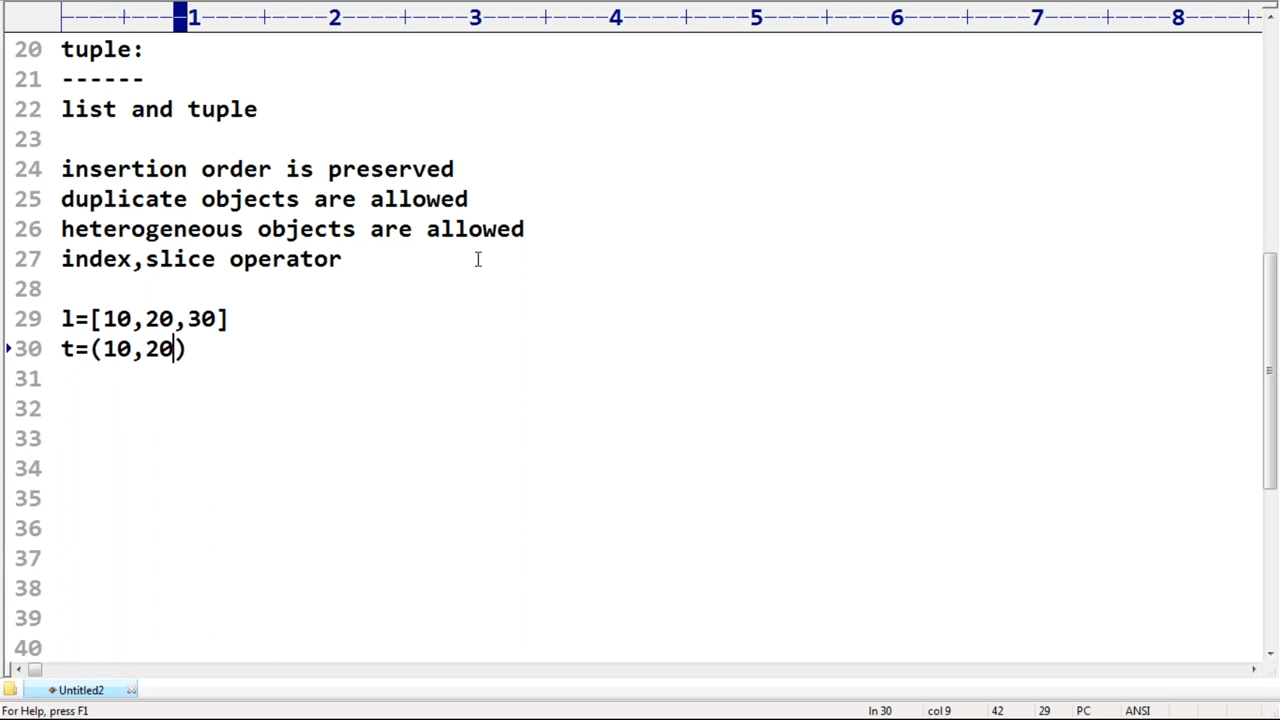 1 2 3 4 5 6 7 8
20 tuple:
21 ------
22 list and tuple
23
24 insertion order is preserved
25 duplicate objects are allowed
26 heterogeneous objects are allowed
27 index,slice operator
28
29 l=[10,20,30]
30 t=(10,20)
31
32
33
34
35
36
37
38
39
40
Untitled2
For Help, press F1 ln 30 col 9 42 29 PC ANSI